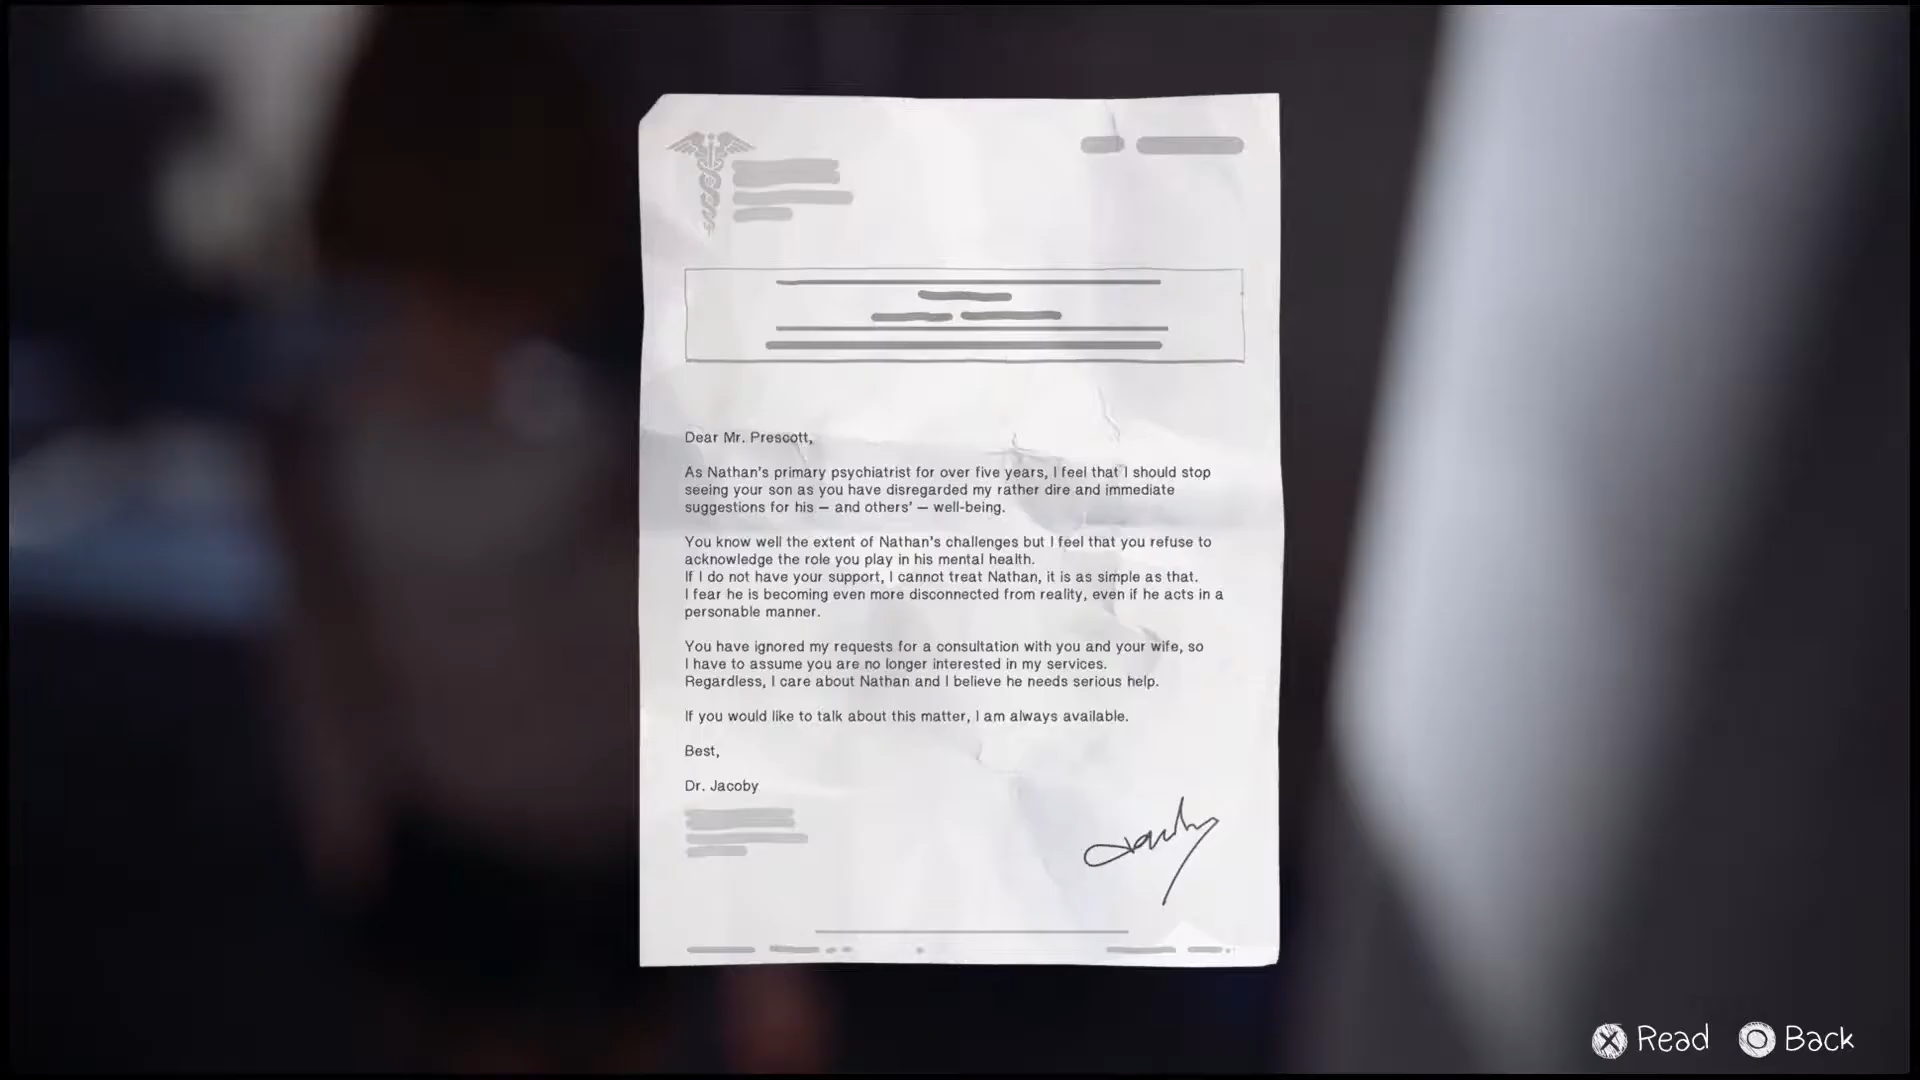 Dear Mr. Prescott,
As Nathan's primary psychiatrist for over five years, I feel that I should stop
seeing your son as you have disregarded my rather dire and immediate
suggestions for his – and others' – well-being.
You know well the extent of Nathan's challenges but I feel that you refuse to
acknowledge the role you play in his mental health.
If I do not have your support, I cannot treat Nathan, it is as simple as that.
I fear he is becoming even more disconnected from reality, even if he acts in a
personable manner.
You have ignored my requests for a consultation with you and your wife, so
I have to assume you are no longer interested in my services.
Regardless, I care about Nathan and I believe he needs serious help.
If you would like to talk about this matter, I am always available.
Best,
Dr. Jacoby
Read Back